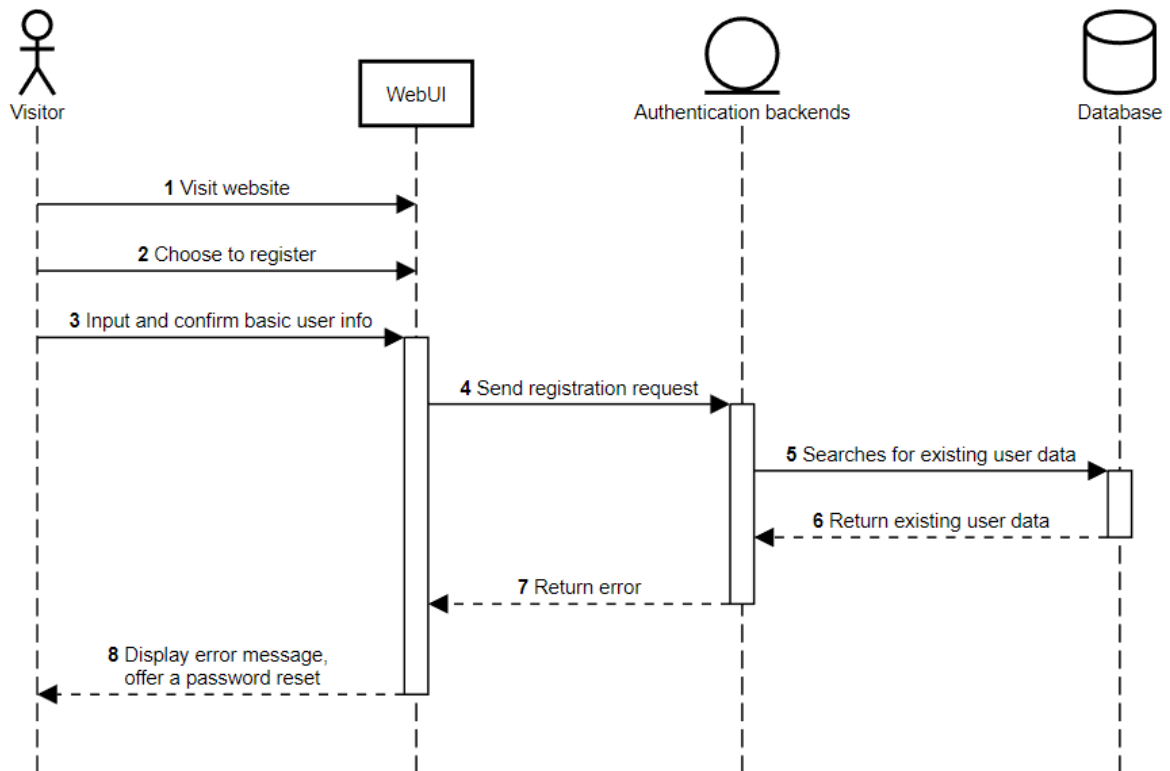 Visitor
WebUI
Authentication backends
Database
1 Visit website
2 Choose to register
3 Input and confirm basic user info
4 Send registration request
5 Searches for existing user data
6 Return existing user data
7 Return error
8 Display error message,
offer a password reset